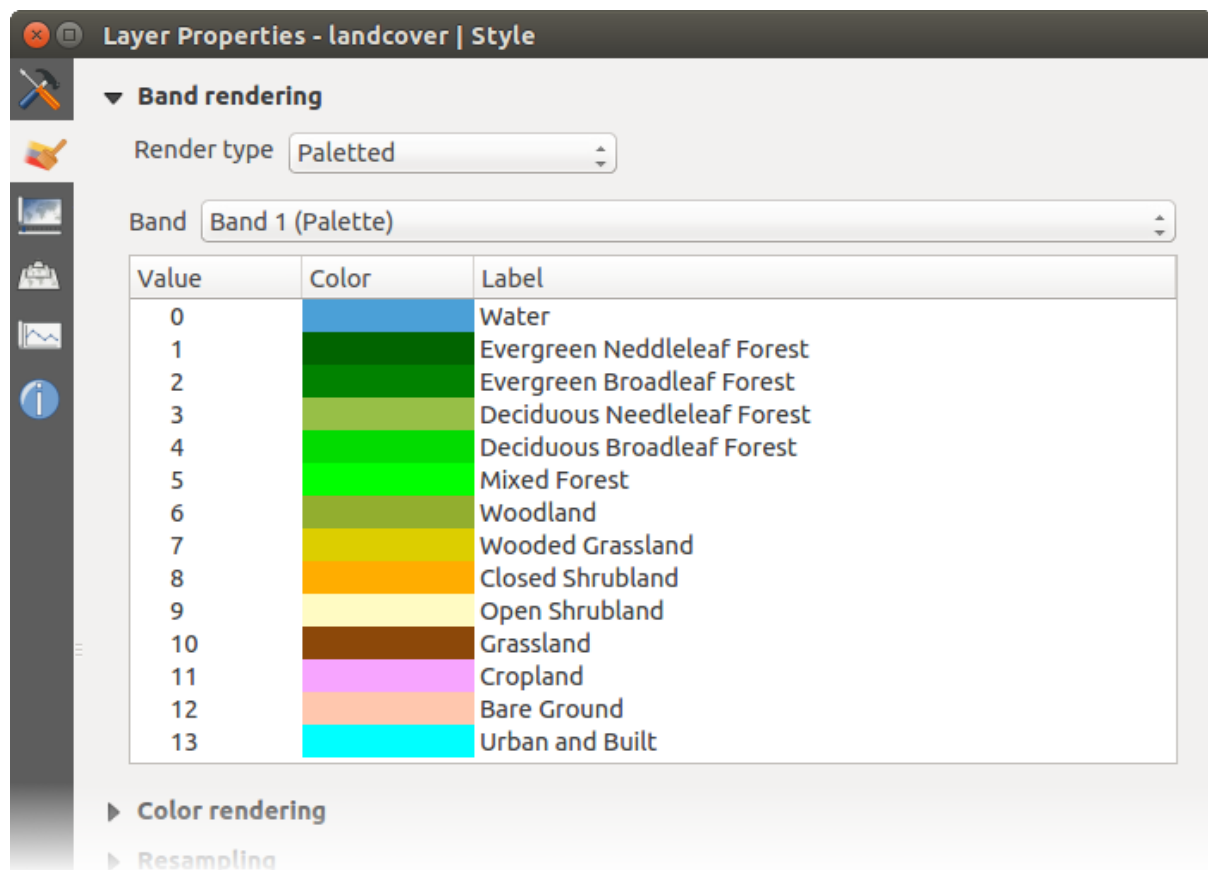 Layer Properties - landcover | Style
Band rendering
Render type Paletted
Band Band 1 (Palette)
Value Color Label
0 Water
1 Evergreen Neddleleaf Forest
2 Evergreen Broadleaf Forest
3 Deciduous Needleleaf Forest
4 Deciduous Broadleaf Forest
5 Mixed Forest
6 Woodland
7 Wooded Grassland
8 Closed Shrubland
9 Open Shrubland
10 Grassland
11 Cropland
12 Bare Ground
13 Urban and Built
Color rendering
Resampling